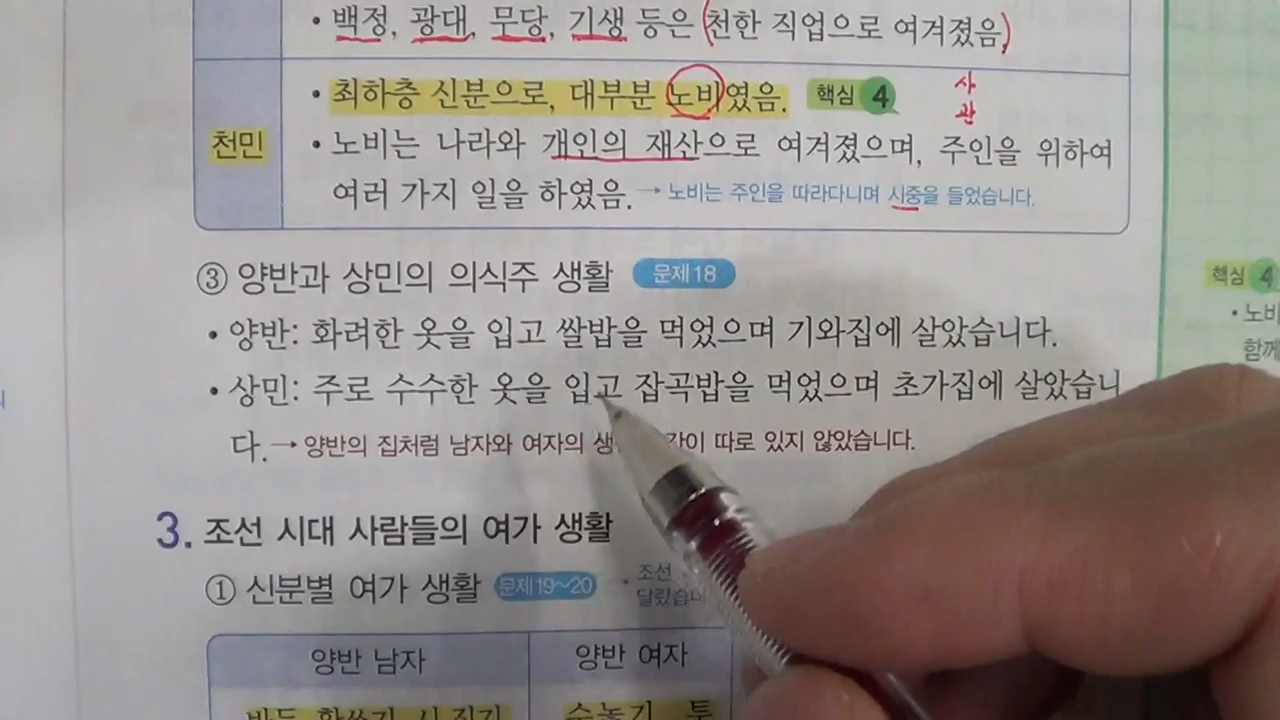 • 백정, 광대, 무당, 기생 등은 (천한 직업으로 여겨졌음.)
천민
• 최하층 신분으로, 대부분 노비였음. 핵심 4
사
관
• 노비는 나라와 개인의 재산으로 여겨졌으며, 주인을 위하여
여러 가지 일을 하였음. → 노비는 주인을 따라다니며 시중을 들었습니다.
③ 양반과 상민의 의식주 생활 문제18
• 양반: 화려한 옷을 입고 쌀밥을 먹었으며 기와집에 살았습니다.
• 상민: 주로 수수한 옷을 입고 잡곡밥을 먹었으며 초가집에 살았습니
다. → 양반의 집처럼 남자와 여자의 따로 있지 않았습니다.
3. 조선 시대 사람들의 여가 생활
① 신분별 여가 생활 문제19~20 → 조선
양반 남자
양반 여자
핵심 4
• 노비
함께